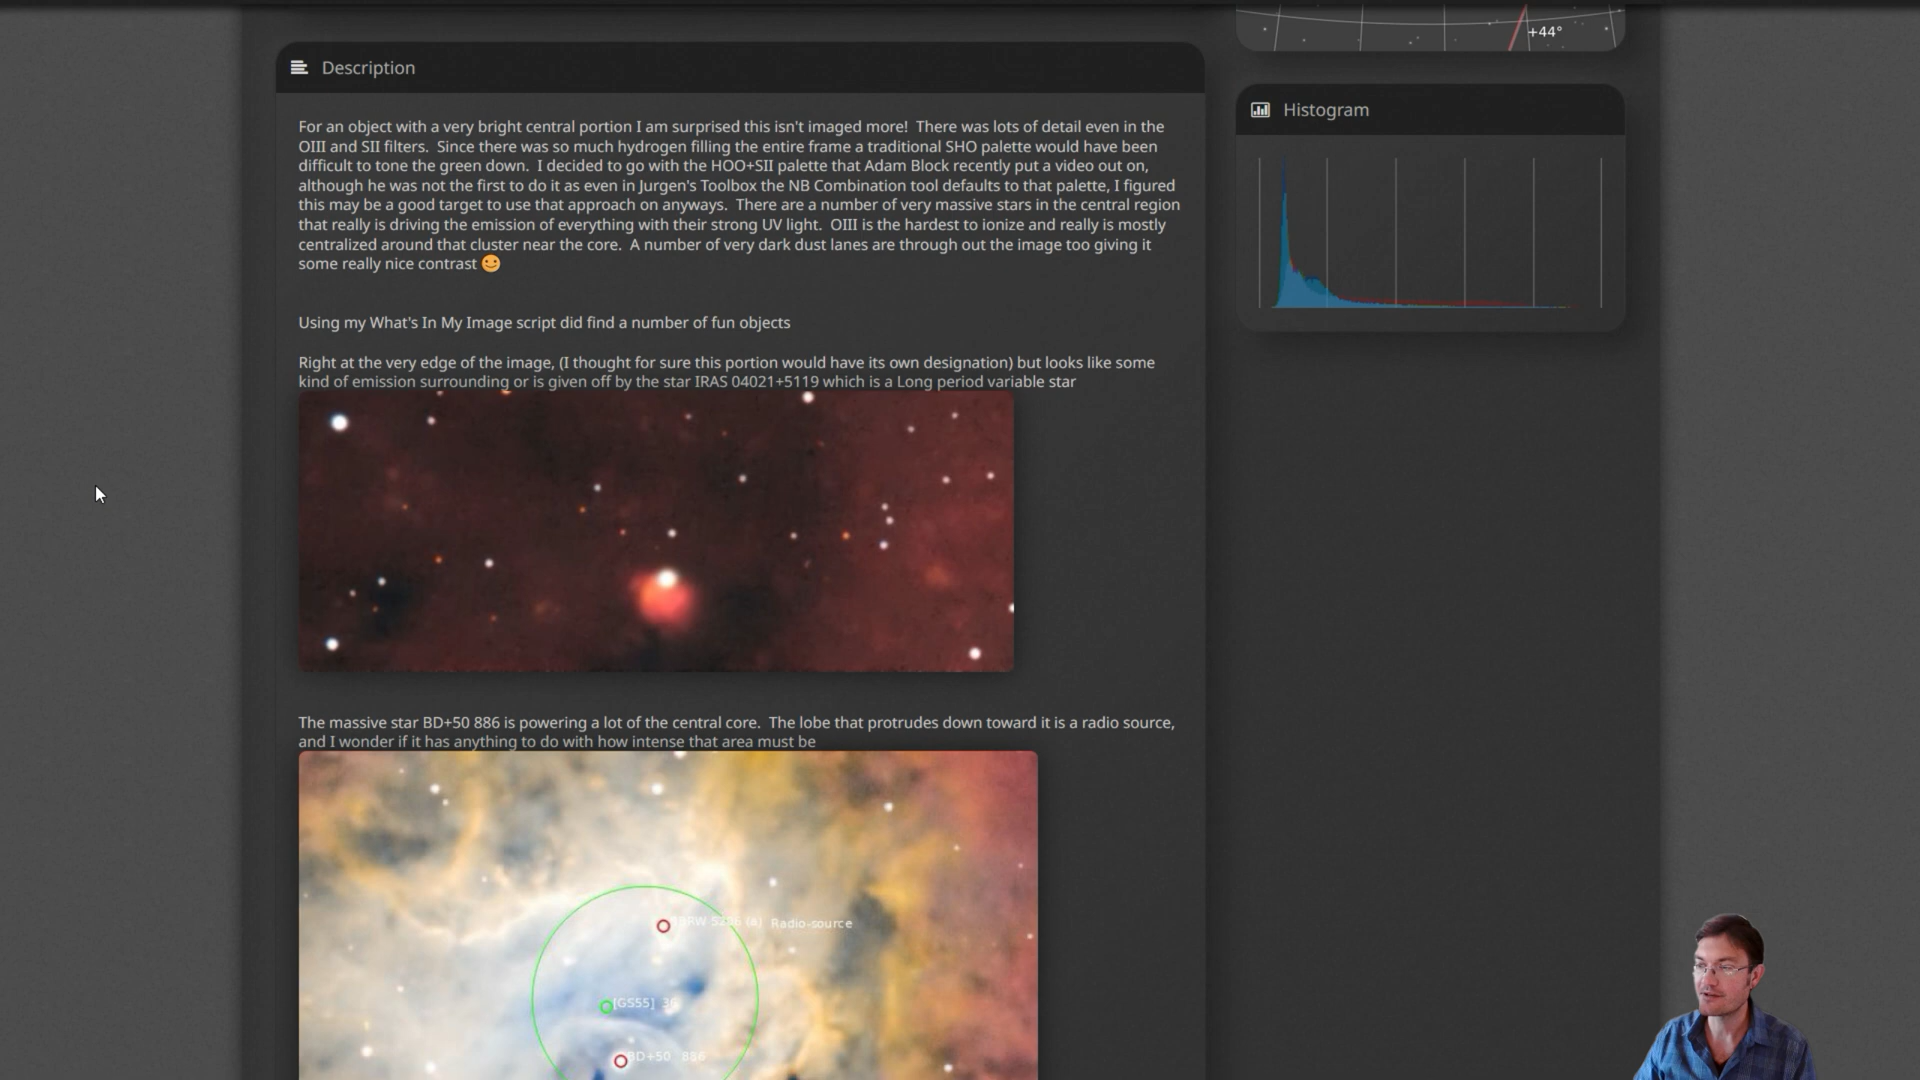 +44°
Description
Histogram
For an object with a very bright central portion I am surprised this isn't imaged more! There was lots of detail even in the
OIII and SII filters. Since there was so much hydrogen filling the entire frame a traditional SHO palette would have been
difficult to tone the green down. I decided to go with the HOO+SII palette that Adam Block recently put a video out on,
although he was not the first to do it as even in Jurgen's Toolbox the NB Combination tool defaults to that palette, I figured
this may be a good target to use that approach on anyways. There are a number of very massive stars in the central region
that really is driving the emission of everything with their strong UV light. OIII is the hardest to ionize and really is mostly
centralized around that cluster near the core. A number of very dark dust lanes are through out the image too giving it
some really nice contrast
Using my What's In My Image script did find a number of fun objects
Right at the very edge of the image, (I thought for sure this portion would have its own designation) but looks like some
kind of emission surrounding or is given off by the star IRAS 04021+5119 which is a Long period variable star
The massive star BD+50 886 is powering a lot of the central core. The lobe that protrudes down toward it is a radio source,
and I wonder if it has anything to do with how intense that area must be
Radio-source
[GS55] 36
BD+50 886